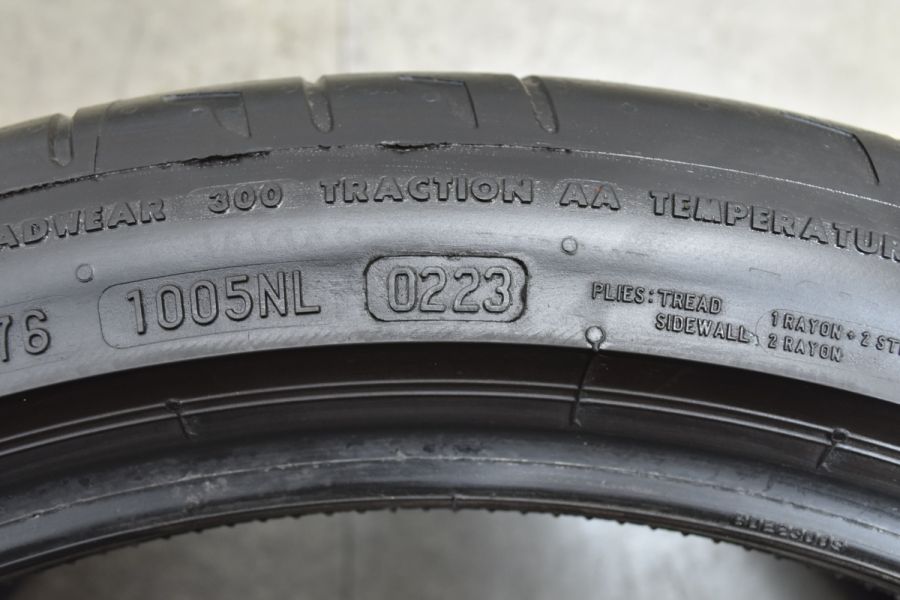 ADWEAR 300 TRACTION AA TEMPERATUR
76 1005NL 0223
PLIES: TREAD 1 RAYON + 2 ST
SIDEWALL 2 RAYON